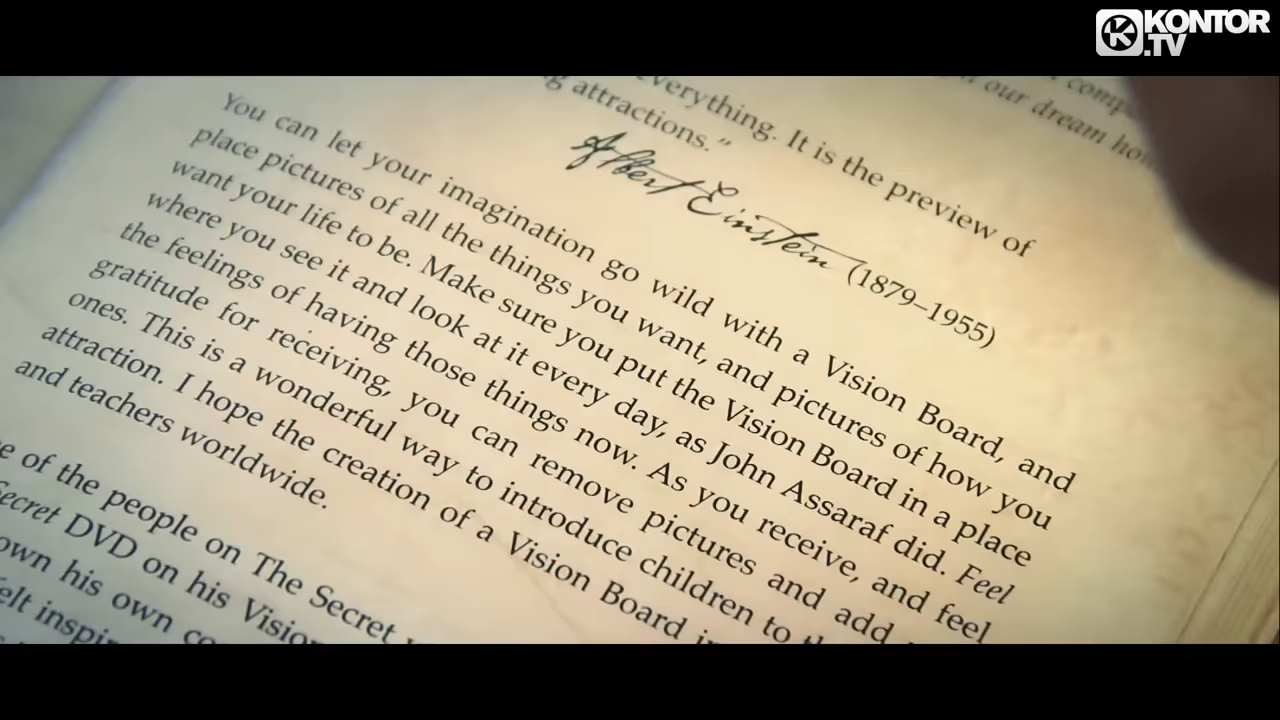 KONTOR
.TV
comp
our dream
everything. It is the preview of
attractions.”
Albert Einstein (1879–1955)
You can let your imagination go wild with a Vision Board, and
place pictures of all the things you want, and pictures of how you
want your life to be. Make sure you put the Vision Board in a place
where you see it and look at it every day, as John Assaraf did. Feel
the feelings of having those things now. As you receive, and feel
gratitude for receiving, you can remove pictures and add
ones. This is a wonderful way to introduce children to
attraction. I hope the creation of a Vision Board
and teachers worldwide.
of the people on The Secret
Secret DVD on his Vision
own his own